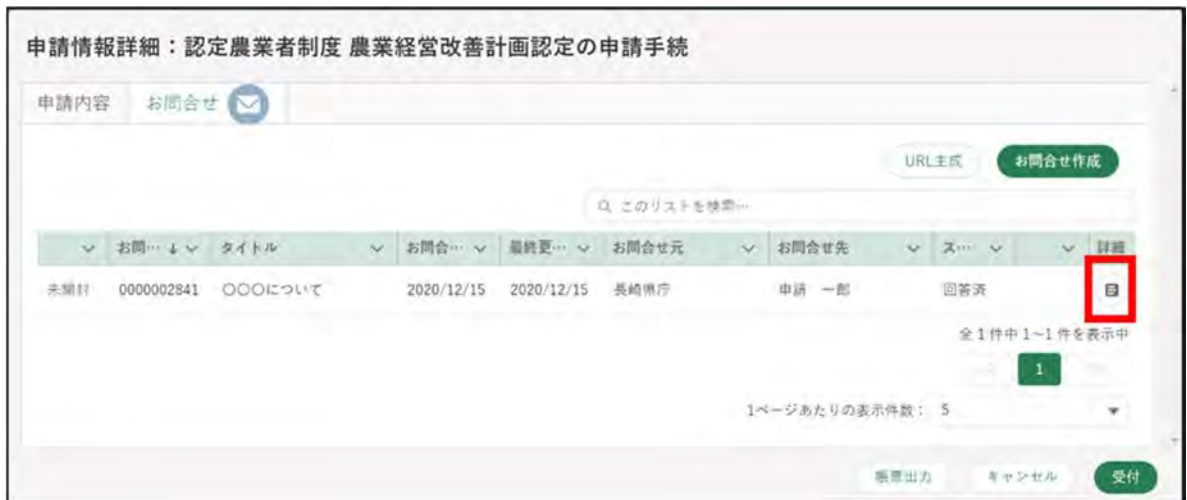 申請情報詳細：認定農業者制度 農業経営改善計画認定の申請手続
申請内容 お問合せ
URL生成 お問合せ作成
このリストを検索…
お問… ↓ タイトル お問合… 最終更… お問合せ元 お問合せ先 ス… 詳細
未開封 0000002841 〇〇〇について 2020/12/15 2020/12/15 長崎県庁 申請 一郎 回答済
全 1 件中 1～1 件を表示中
1
1ページあたりの表示件数： 5
帳票出力 キャンセル 受付